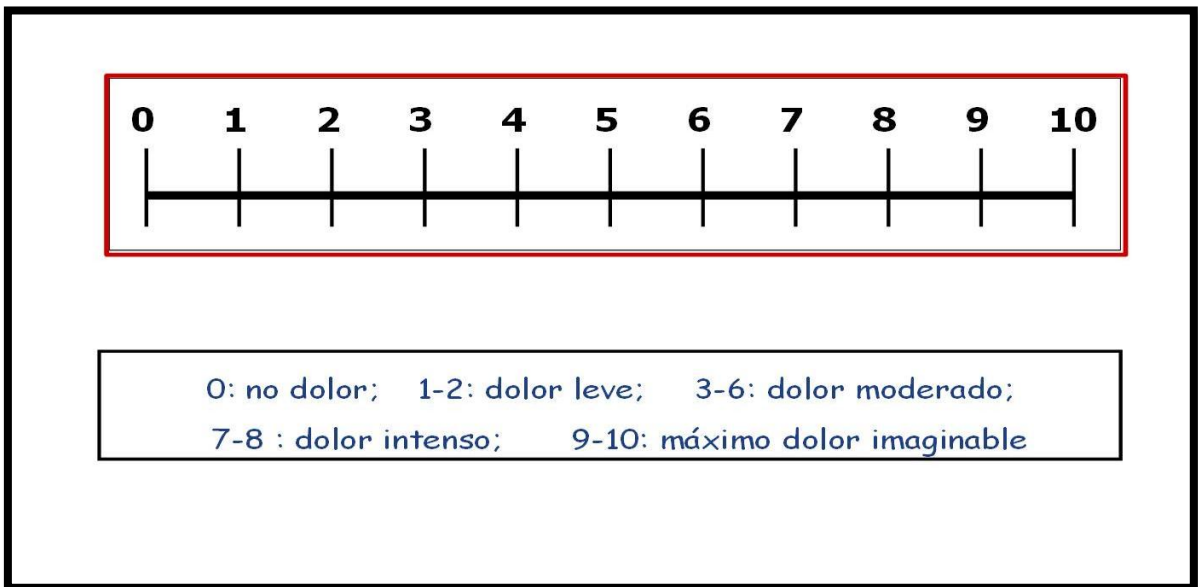 0 1 2 3 4 5 6 7 8 9 10
0: no dolor; 1-2: dolor leve; 3-6: dolor moderado;
7-8 : dolor intenso; 9-10: máximo dolor imaginable